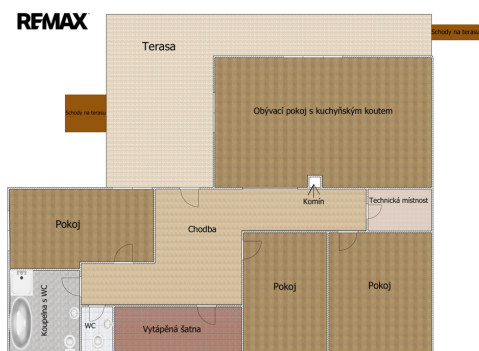 RE/MAX
Terasa
Schody na terasu
Schody na terasu
Obývací pokoj s kuchyňským koutem
Komín
Technická místnost
Pokoj
Chodba
Pokoj
Pokoj
Koupelna s WC
WC
Vytápěná šatna